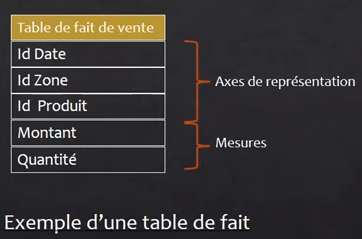 Table de fait de vente
Id Date
Id Zone
Id Produit
Montant
Quantité
Axes de représentation
Mesures
Exemple d'une table de fait